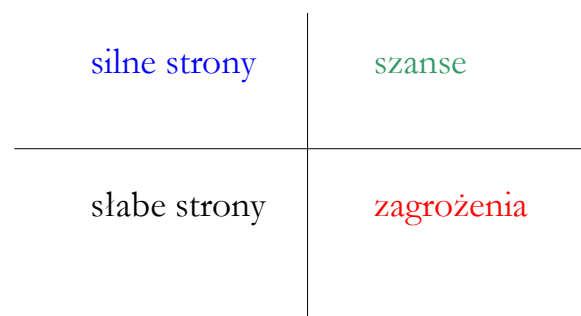 silne strony
szanse
słabe strony
zagrożenia